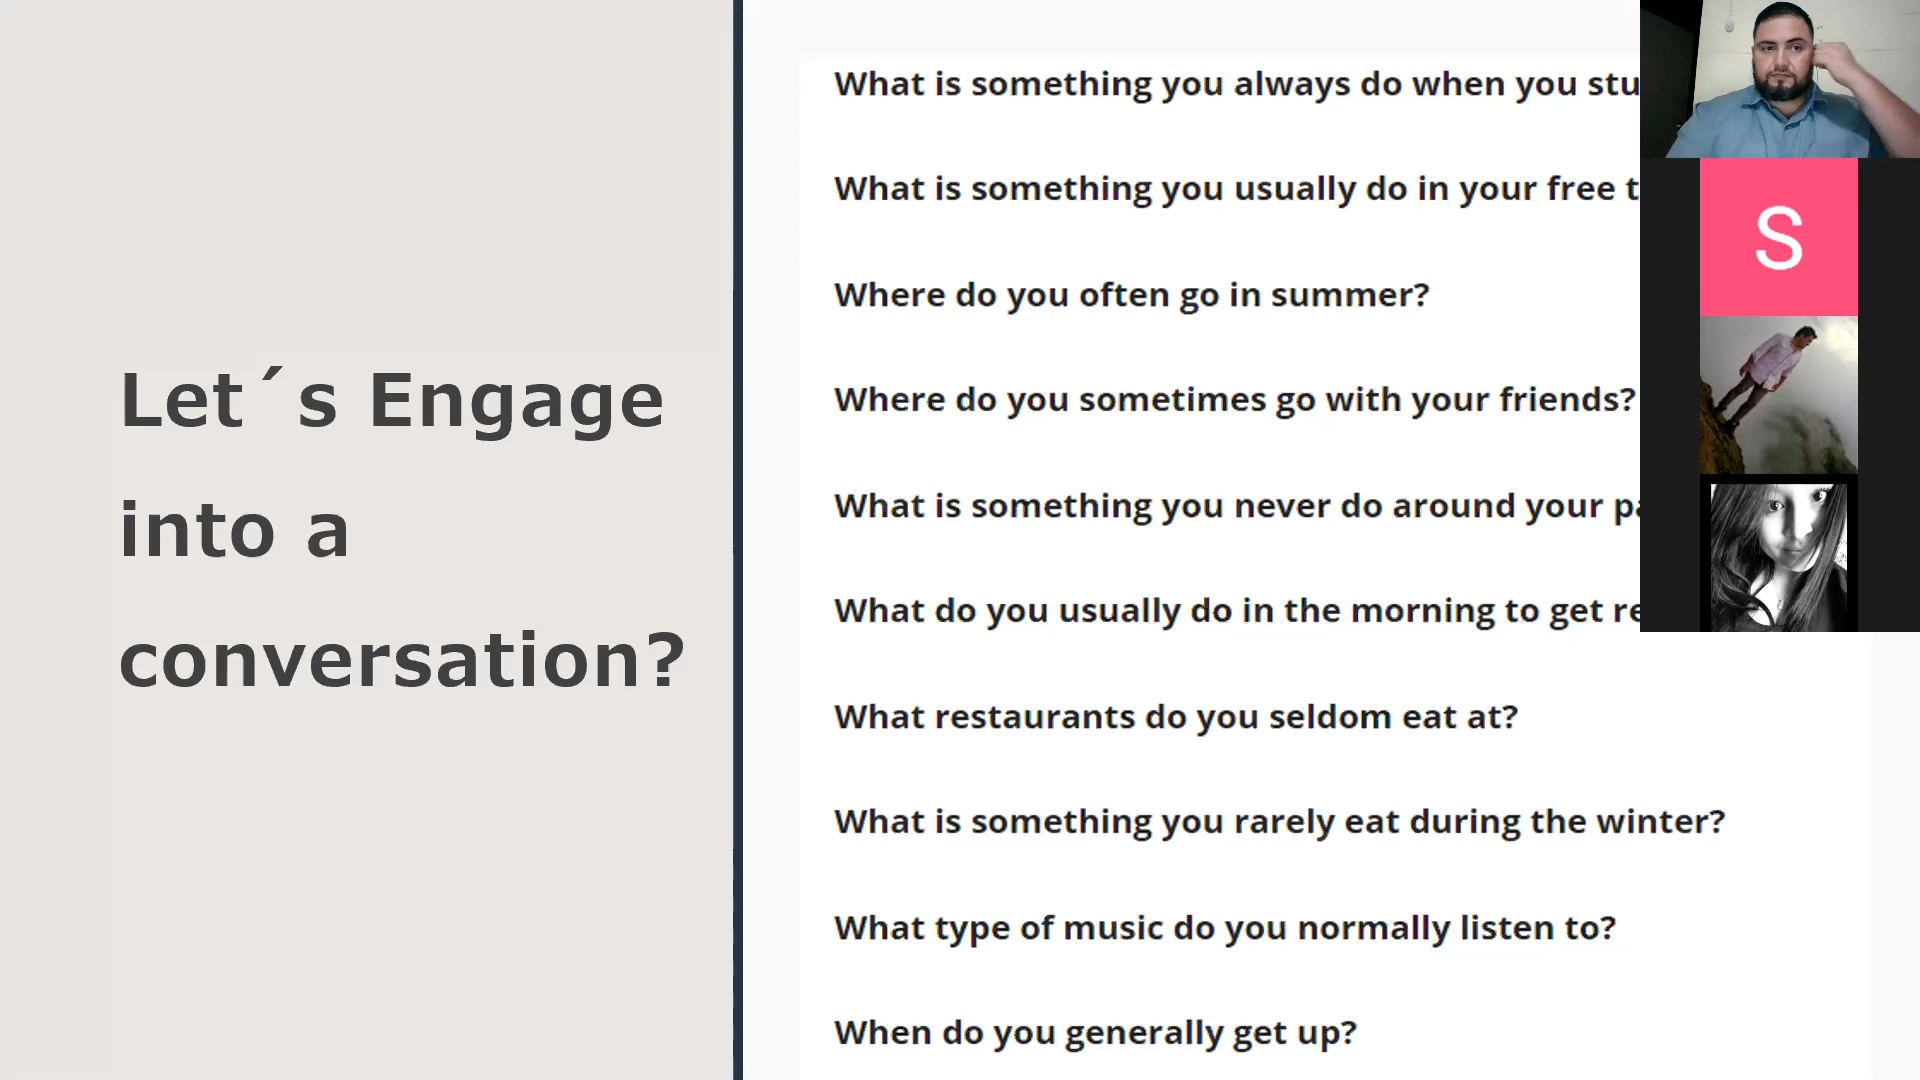 Let´s Engage
into a
conversation?
What is something you always do when you
What is something you usually do in your free
Where do you often go in summer?
Where do you sometimes go with your friends?
What is something you never do around your
What do you usually do in the morning to get
What restaurants do you seldom eat at?
What is something you rarely eat during the winter?
What type of music do you normally listen to?
When do you generally get up?
S